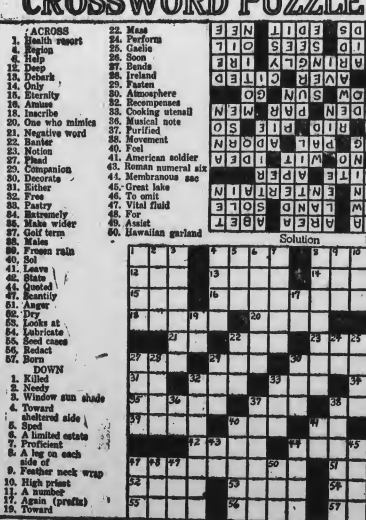 CROSSWORD PUZZLE
ACROSS
1. Health resort
4. Region
8. Help
12. Deep
13. Debark
14. Only
15. Eternity
16. Amuse
18. Inscribe
20. One who mimics
21. Negative word
22. Banter
23. Notion
27. Plead
29. Companion
30. Decorate
31. Either
32. Free
33. Pastry
34. Extremely
35. Make wider
37. Golf term
38. Males
39. Frozen rain
40. Sol
41. Leave
42. State
44. Quoted
47. Scantily
51. Anger
52. Dry
53. Looks at
54. Lubricate
55. Seed cases
56. Redact
57. Born
DOWN
1. Killed
2. Needy
3. Window sun shade
4. Toward
sheltered side
5. Sped
6. A limited estate
7. Proficient
8. A leg on each
side of
9. Feather neck wrap
10. High priest
11. A number
17. Again (prefix)
19. Toward
22. Mass
24. Perform
25. Gaelic
26. Soon
27. Bends
28. Ireland
29. Fasten
30. Atmosphere
32. Recompenses
33. Cooking utensil
36. Musical note
37. Purified
38. Movement
40. Feel
41. American soldier
43. Roman numeral six
44. Membranous sac
45. Great lake
46. To omit
47. Vital fluid
48. For
49. Assist
50. Hawaiian garland
Solution